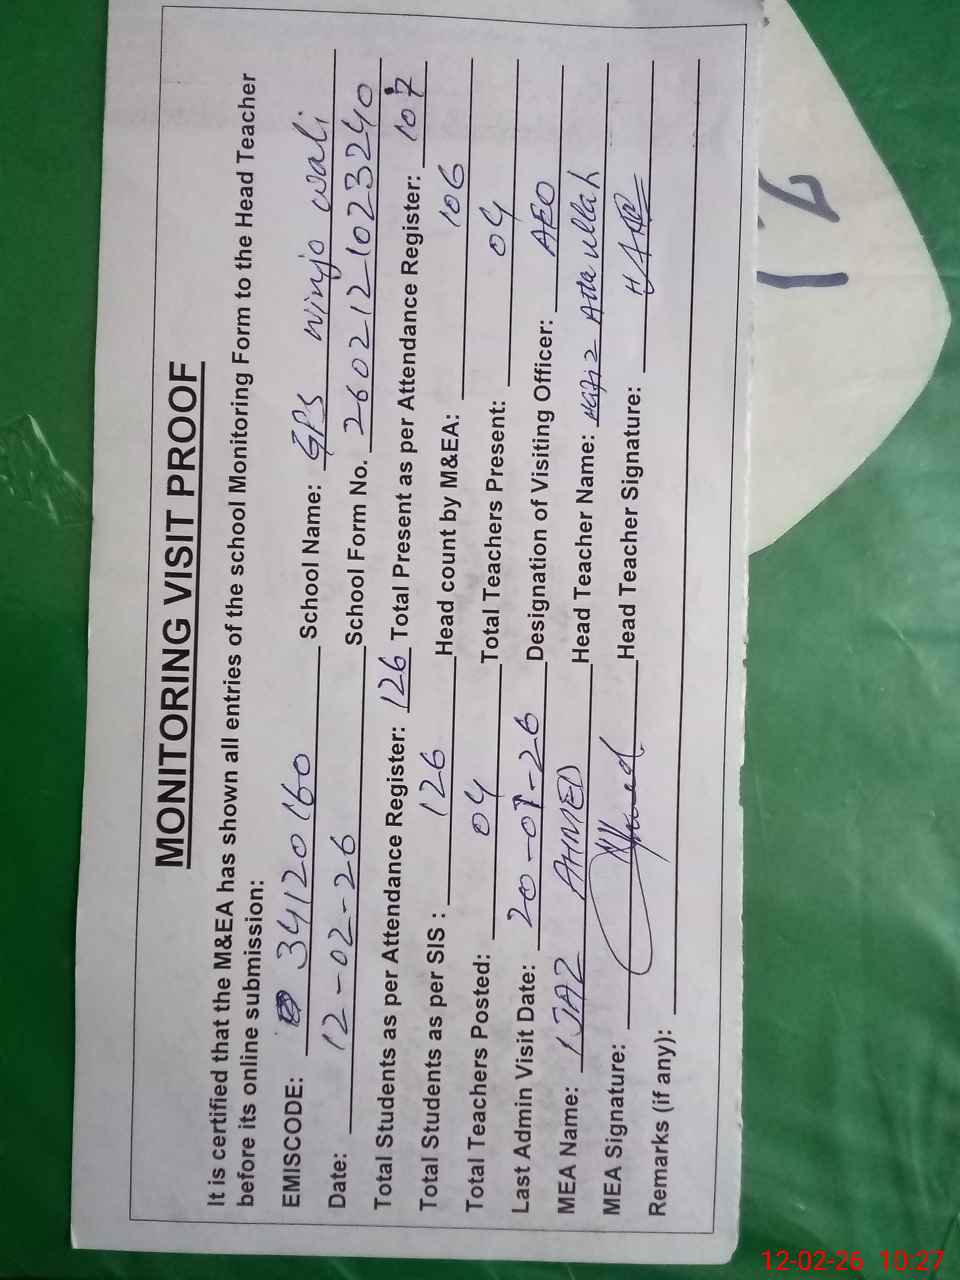 MONITORING VISIT PROOF
It is certified that the M&EA has shown all entries of the school Monitoring Form to the Head Teacher
before its online submission:
EMISCODE: 34120160 School Name: GPS Ninjo wali
Date: 12-02-26 School Form No. 2602121023240
Total Students as per Attendance Register: 126 Total Present as per Attendance Register: 107
Total Students as per SIS : 126 Head count by M&EA: 106
Total Teachers Posted: 04 Total Teachers Present: 04
Last Admin Visit Date: 20-01-26 Designation of Visiting Officer: AEO
MEA Name: IJAZ AHMED Head Teacher Name: Hafiz Atta ullah
MEA Signature: Ahmed Head Teacher Signature:
Remarks (if any):
12-02-26 10:27